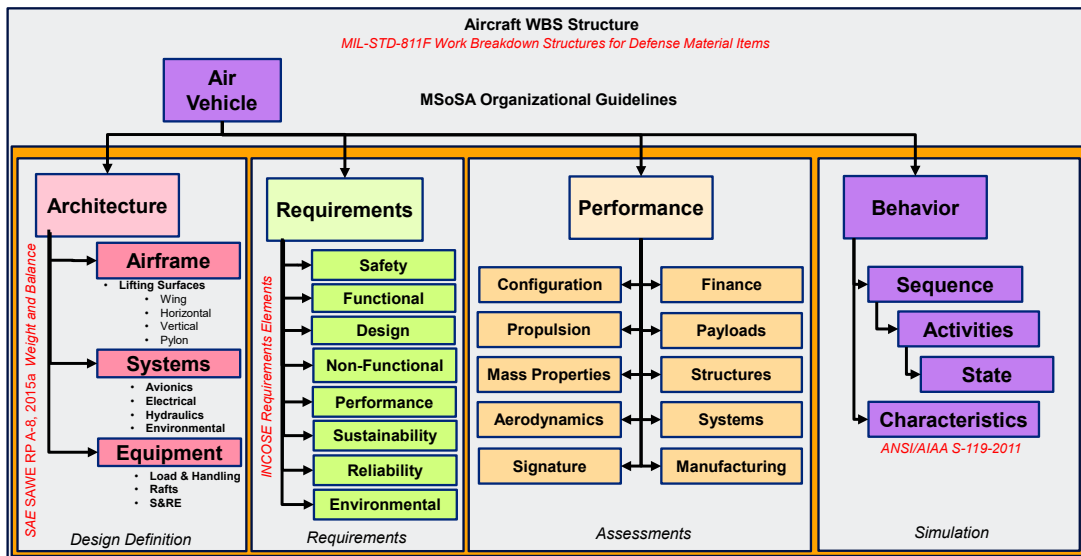 Aircraft WBS Structure
MIL-STD-811F Work Breakdown Structures for Defense Material Items
Air
Vehicle
MSoSA Organizational Guidelines
Architecture
Airframe
• Lifting Surfaces
• Wing
• Horizontal
• Vertical
• Pylon
Systems
• Avionics
• Electrical
• Hydraulics
• Environmental
Equipment
• Load & Handling
• Rafts
• S&RE
SAE SAWE RP A-8, 2015a Weight and Balance
Design Definition
Requirements
Safety
Functional
Design
Non-Functional
Performance
Sustainability
Reliability
Environmental
INCOSE Requirements Elements
Requirements
Performance
Configuration
Finance
Propulsion
Payloads
Mass Properties
Structures
Aerodynamics
Systems
Signature
Manufacturing
Assessments
Behavior
Sequence
Activities
State
Characteristics
ANSI/AIAA S-119-2011
Simulation